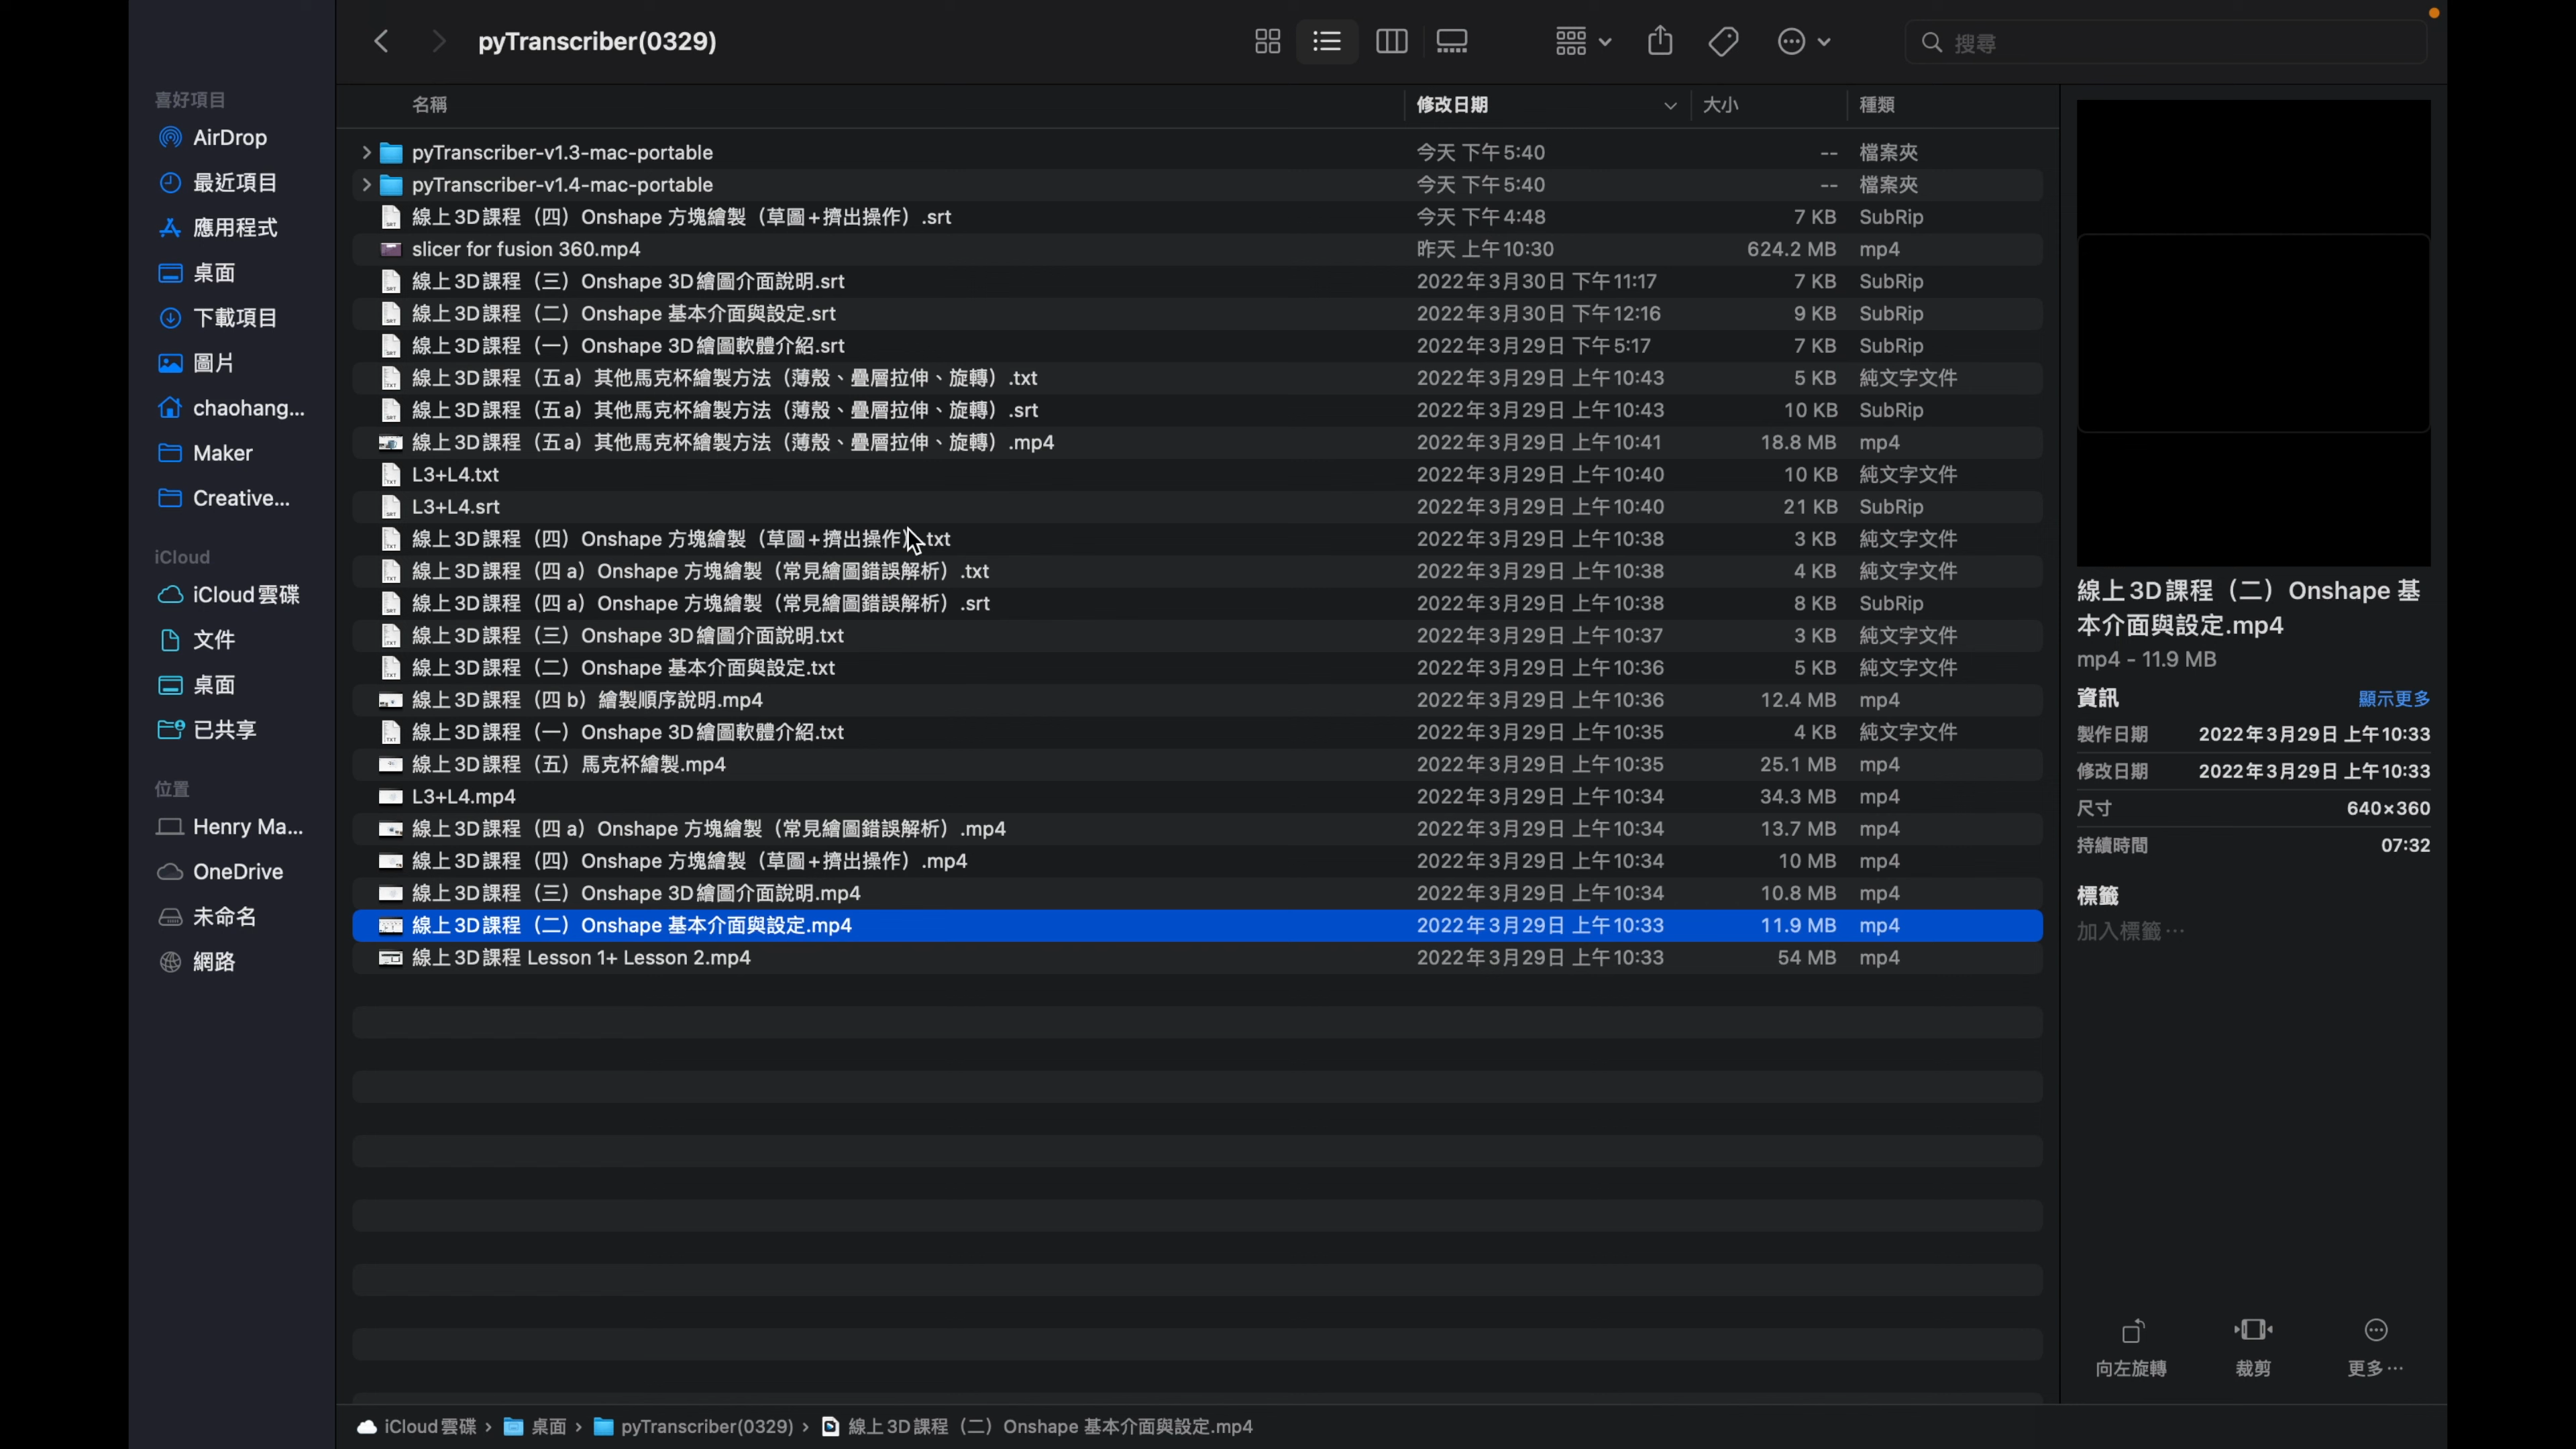 pyTranscriber(0329)
搜尋
喜好項目
AirDrop
最近項目
應用程式
桌面
下載項目
圖片
chaohang...
Maker
Creative...
iCloud
iCloud雲碟
文件
桌面
已共享
位置
Henry Ma...
OneDrive
未命名
網路
名稱 修改日期 大小 種類
pyTranscriber-v1.3-mac-portable 今天 下午5:40 -- 檔案夾
pyTranscriber-v1.4-mac-portable 今天 下午5:40 -- 檔案夾
線上3D課程（四）Onshape 方塊繪製（草圖+擠出操作）.srt 今天 下午4:48 7 KB SubRip
slicer for fusion 360.mp4 昨天 上午10:30 624.2 MB mp4
線上3D課程（三）Onshape 3D繪圖介面說明.srt 2022年3月30日 下午11:17 7 KB SubRip
線上3D課程（二）Onshape 基本介面與設定.srt 2022年3月30日 下午12:16 9 KB SubRip
線上3D課程（一）Onshape 3D繪圖軟體介紹.srt 2022年3月29日 下午5:17 7 KB SubRip
線上3D課程（五a）其他馬克杯繪製方法（薄殼、疊層拉伸、旋轉）.txt 2022年3月29日 上午10:43 5 KB 純文字文件
線上3D課程（五a）其他馬克杯繪製方法（薄殼、疊層拉伸、旋轉）.srt 2022年3月29日 上午10:43 10 KB SubRip
線上3D課程（五a）其他馬克杯繪製方法（薄殼、疊層拉伸、旋轉）.mp4 2022年3月29日 上午10:41 18.8 MB mp4
L3+L4.txt 2022年3月29日 上午10:40 10 KB 純文字文件
L3+L4.srt 2022年3月29日 上午10:40 21 KB SubRip
線上3D課程（四）Onshape 方塊繪製（草圖+擠出操作）.txt 2022年3月29日 上午10:38 3 KB 純文字文件
線上3D課程（四a）Onshape 方塊繪製（常見繪圖錯誤解析）.txt 2022年3月29日 上午10:38 4 KB 純文字文件
線上3D課程（四a）Onshape 方塊繪製（常見繪圖錯誤解析）.srt 2022年3月29日 上午10:38 8 KB SubRip
線上3D課程（三）Onshape 3D繪圖介面說明.txt 2022年3月29日 上午10:37 3 KB 純文字文件
線上3D課程（二）Onshape 基本介面與設定.txt 2022年3月29日 上午10:36 5 KB 純文字文件
線上3D課程（四b）繪製順序說明.mp4 2022年3月29日 上午10:36 12.4 MB mp4
線上3D課程（一）Onshape 3D繪圖軟體介紹.txt 2022年3月29日 上午10:35 4 KB 純文字文件
線上3D課程（五）馬克杯繪製.mp4 2022年3月29日 上午10:35 25.1 MB mp4
L3+L4.mp4 2022年3月29日 上午10:34 34.3 MB mp4
線上3D課程（四a）Onshape 方塊繪製（常見繪圖錯誤解析）.mp4 2022年3月29日 上午10:34 13.7 MB mp4
線上3D課程（四）Onshape 方塊繪製（草圖+擠出操作）.mp4 2022年3月29日 上午10:34 10 MB mp4
線上3D課程（三）Onshape 3D繪圖介面說明.mp4 2022年3月29日 上午10:34 10.8 MB mp4
線上3D課程（二）Onshape 基本介面與設定.mp4 2022年3月29日 上午10:33 11.9 MB mp4
線上3D課程 Lesson 1+ Lesson 2.mp4 2022年3月29日 上午10:33 54 MB mp4
線上3D課程（二）Onshape 基
本介面與設定.mp4
mp4 - 11.9 MB
資訊 顯示更多
製作日期 2022年3月29日 上午10:33
修改日期 2022年3月29日 上午10:33
尺寸 640×360
持續時間 07:32
標籤
加入標籤…
向左旋轉 裁剪 更多…
iCloud雲碟 › 桌面 › pyTranscriber(0329) › 線上3D課程（二）Onshape 基本介面與設定.mp4